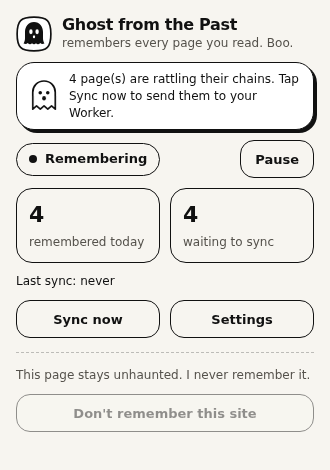 Ghost from the Past
remembers every page you read. Boo.
4 page(s) are rattling their chains. Tap
Sync now to send them to your
Worker.
Remembering
Pause
4
remembered today
4
waiting to sync
Last sync: never
Sync now
Settings
This page stays unhaunted. I never remember it.
Don't remember this site